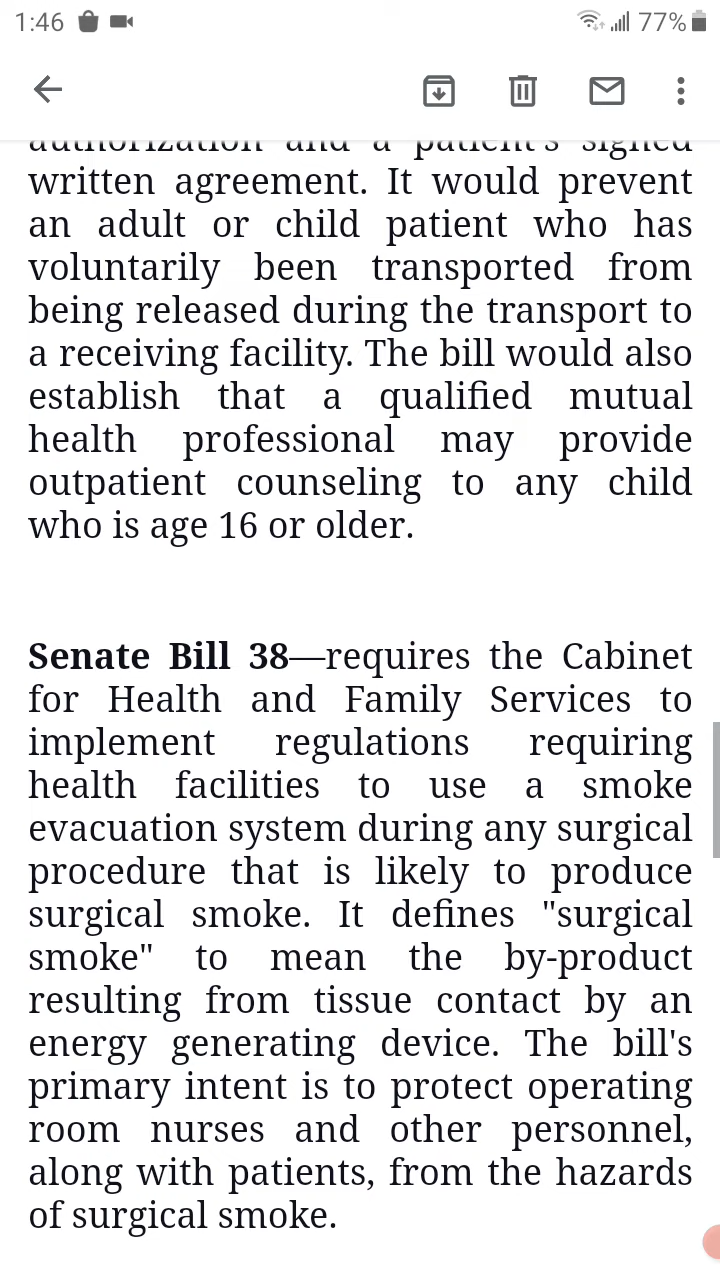 1:46
77%
authorization and a patient's signed
written agreement. It would prevent
an adult or child patient who has
voluntarily been transported from
being released during the transport to
a receiving facility. The bill would also
establish that a qualified mutual
health professional may provide
outpatient counseling to any child
who is age 16 or older.
Senate Bill 38—requires the Cabinet
for Health and Family Services to
implement regulations requiring
health facilities to use a smoke
evacuation system during any surgical
procedure that is likely to produce
surgical smoke. It defines "surgical
smoke" to mean the by-product
resulting from tissue contact by an
energy generating device. The bill's
primary intent is to protect operating
room nurses and other personnel,
along with patients, from the hazards
of surgical smoke.